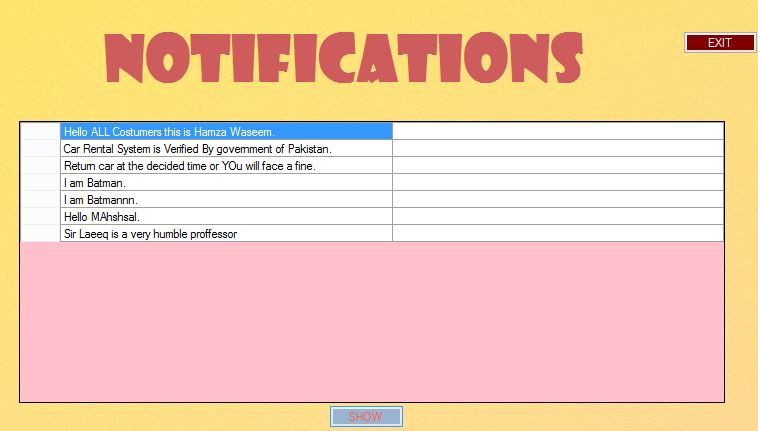 NOTIFICATIONS
EXIT
Hello ALL Costumers this is Hamza Waseem.
Car Rental System is Verified By government of Pakistan.
Return car at the decided time or YOu will face a fine.
I am Batman.
I am Batmannn.
Hello MAhshsal.
Sir Laeeq is a very humble proffessor
SHOW